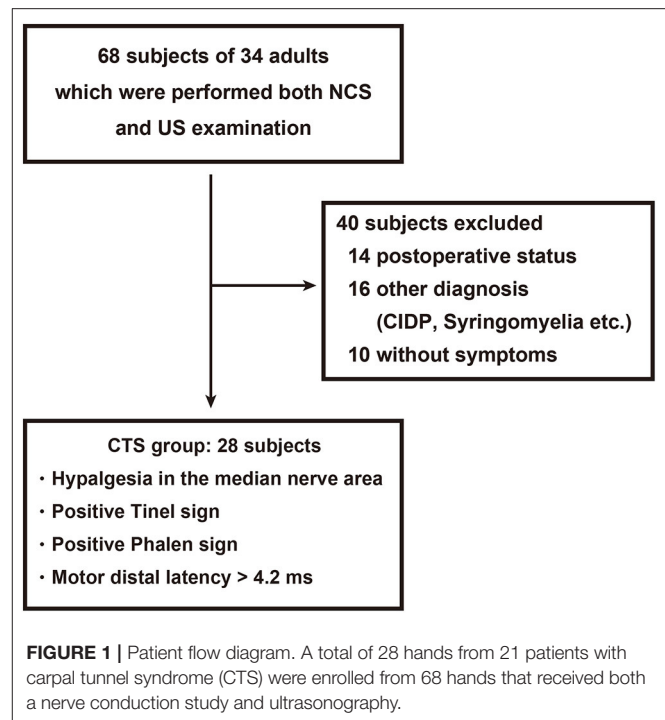 68 subjects of 34 adults
which were performed both NCS
and US examination
40 subjects excluded
14 postoperative status
16 other diagnosis
(CIDP, Syringomyelia etc.)
10 without symptoms
CTS group: 28 subjects
・Hypalgesia in the median nerve area
・Positive Tinel sign
・Positive Phalen sign
・Motor distal latency > 4.2 ms
FIGURE 1 | Patient flow diagram. A total of 28 hands from 21 patients with
carpal tunnel syndrome (CTS) were enrolled from 68 hands that received both
a nerve conduction study and ultrasonography.